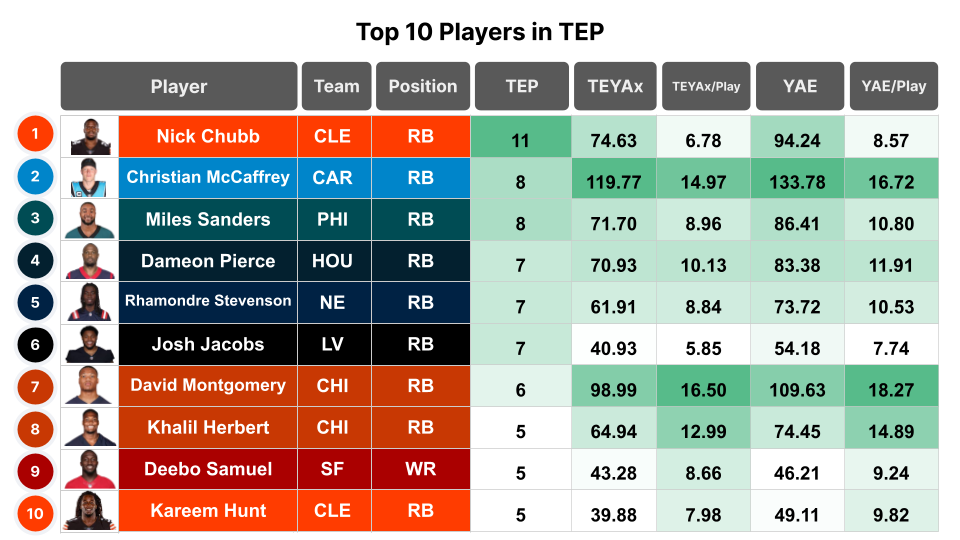 Top 10 Players in TEP
Player Team Position TEP TEYAx TEYAx/Play YAE YAE/Play
1 Nick Chubb CLE RB 11 74.63 6.78 94.24 8.57
2 Christian McCaffrey CAR RB 8 119.77 14.97 133.78 16.72
3 Miles Sanders PHI RB 8 71.70 8.96 86.41 10.80
4 Dameon Pierce HOU RB 7 70.93 10.13 83.38 11.91
5 Rhamondre Stevenson NE RB 7 61.91 8.84 73.72 10.53
6 Josh Jacobs LV RB 7 40.93 5.85 54.18 7.74
7 David Montgomery CHI RB 6 98.99 16.50 109.63 18.27
8 Khalil Herbert CHI RB 5 64.94 12.99 74.45 14.89
9 Deebo Samuel SF WR 5 43.28 8.66 46.21 9.24
10 Kareem Hunt CLE RB 5 39.88 7.98 49.11 9.82